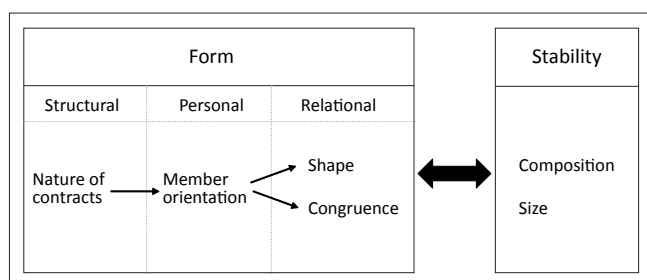 Form
Stability
Structural
Personal
Relational
Nature of
contracts
Member
orientation
Shape
Congruence
Composition
Size